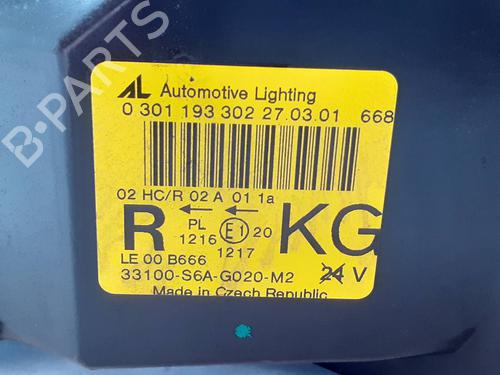 AL Automotive Lighting
0 301 193 302 27.03.01 668
02 HC/R 02 A 01 1a
R PL E1 20 KG
1216 1217
LE 00 B666
33100-S6A-G020-M2 24 V
Made in Czech Republic
B-Parts